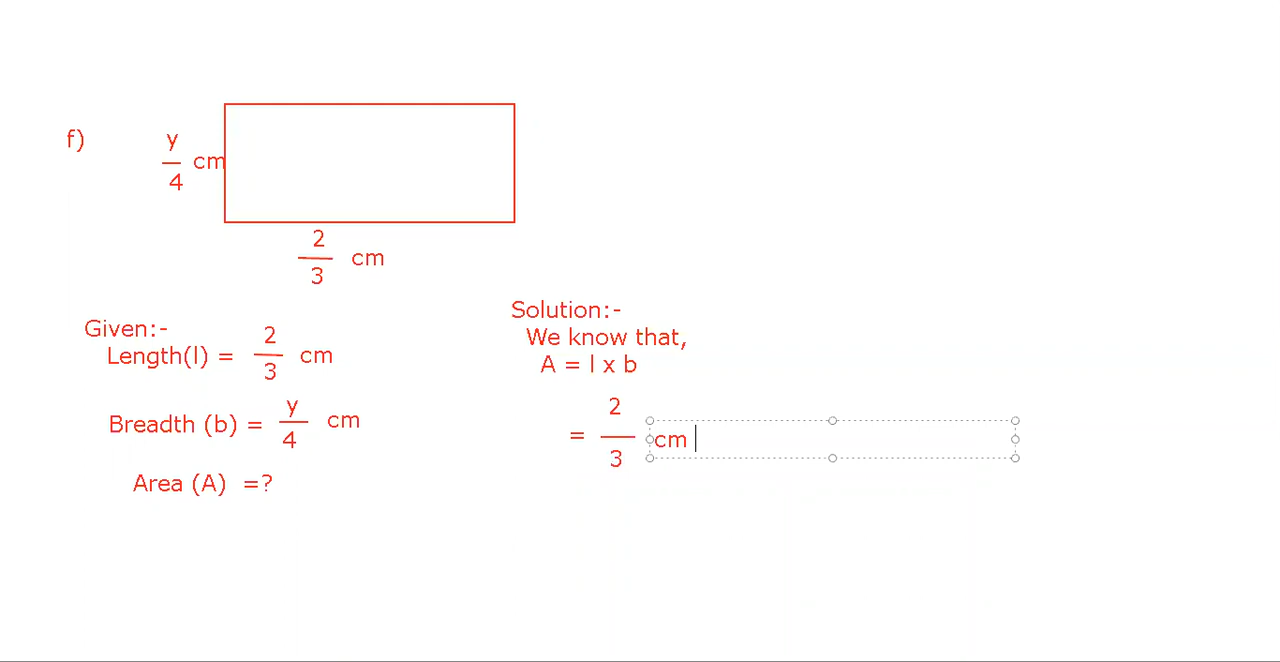 f)
y
4
cm
2
3
cm
Given:-
Length(l) =
2
3
cm
Breadth (b) =
y
4
cm
Area (A) =?
Solution:-
We know that,
A = l x b
=
2
3
cm